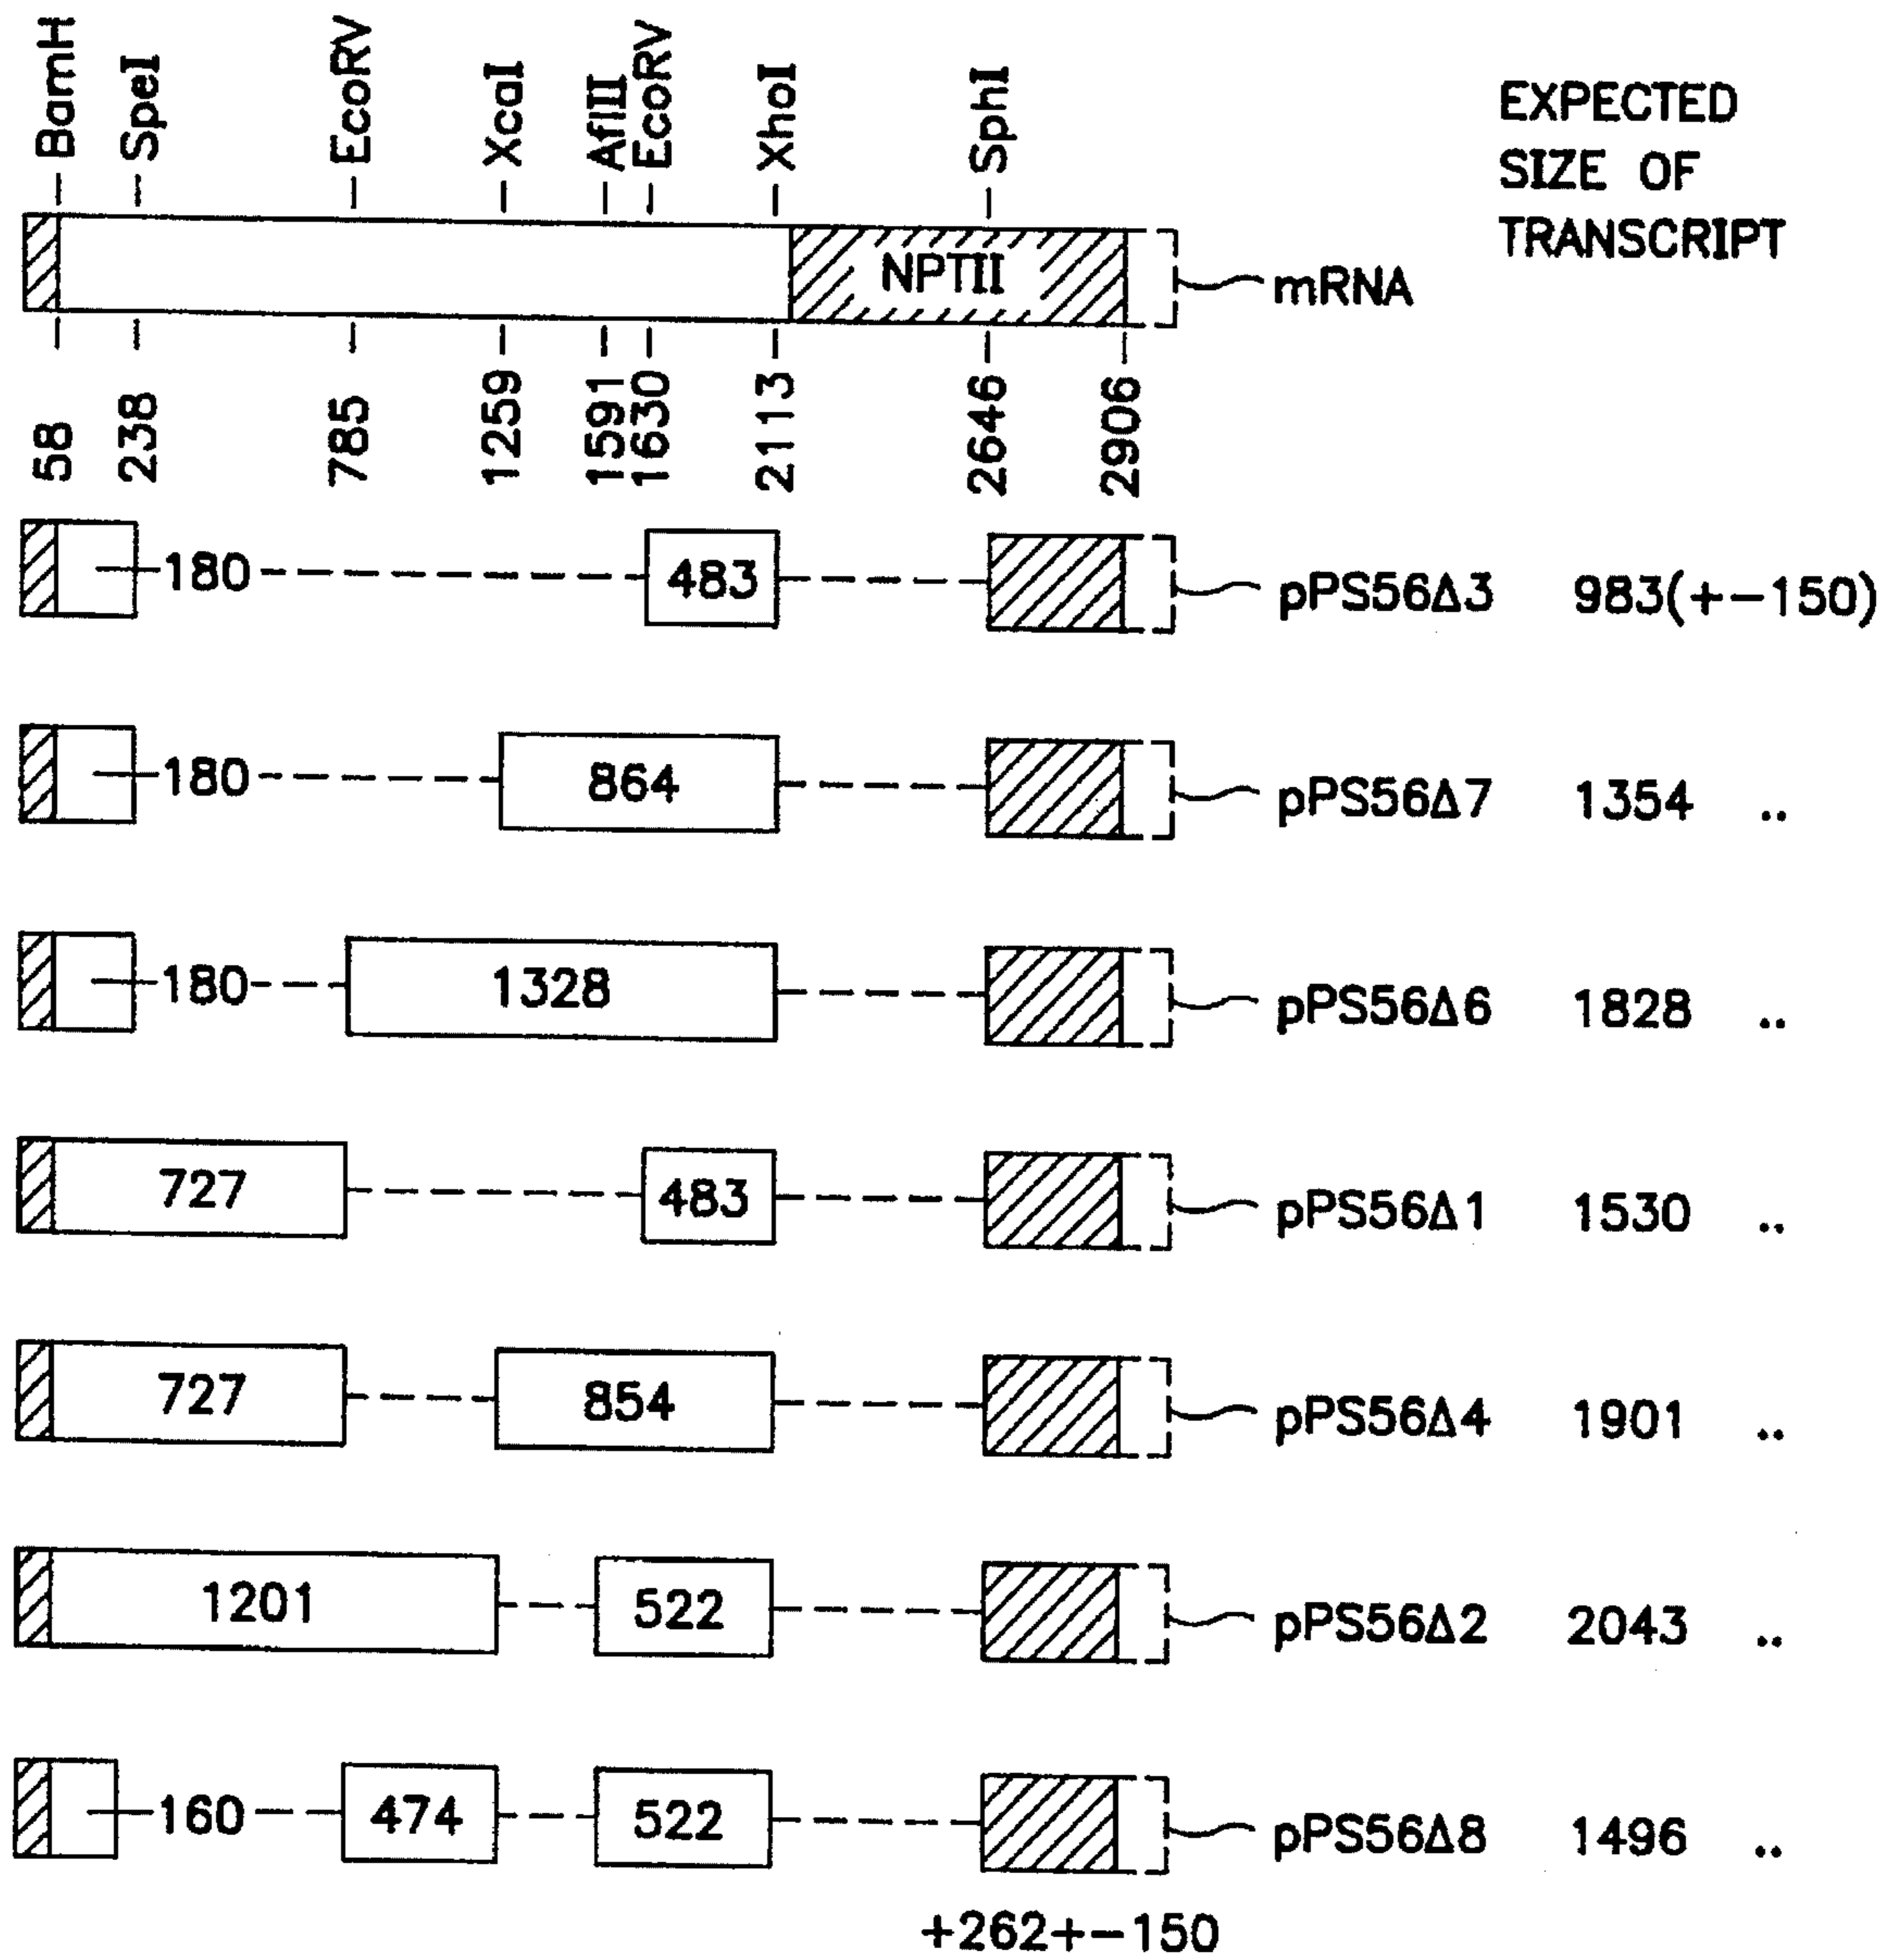 BamH
SpeI
EcoRV
XcaI
AflIII
EcoRV
XhoI
SphI
EXPECTED
SIZE OF
TRANSCRIPT
NPTII
mRNA
58
238
785
1259
1591
1630
2113
2646
2906
180 483 pPS56Δ3 983(+-150)
180 864 pPS56Δ7 1354 ..
180 1328 pPS56Δ6 1828 ..
727 483 pPS56Δ1 1530 ..
727 854 pPS56Δ4 1901 ..
1201 522 pPS56Δ2 2043 ..
160 474 522 pPS56Δ8 1496 ..
+262+-150